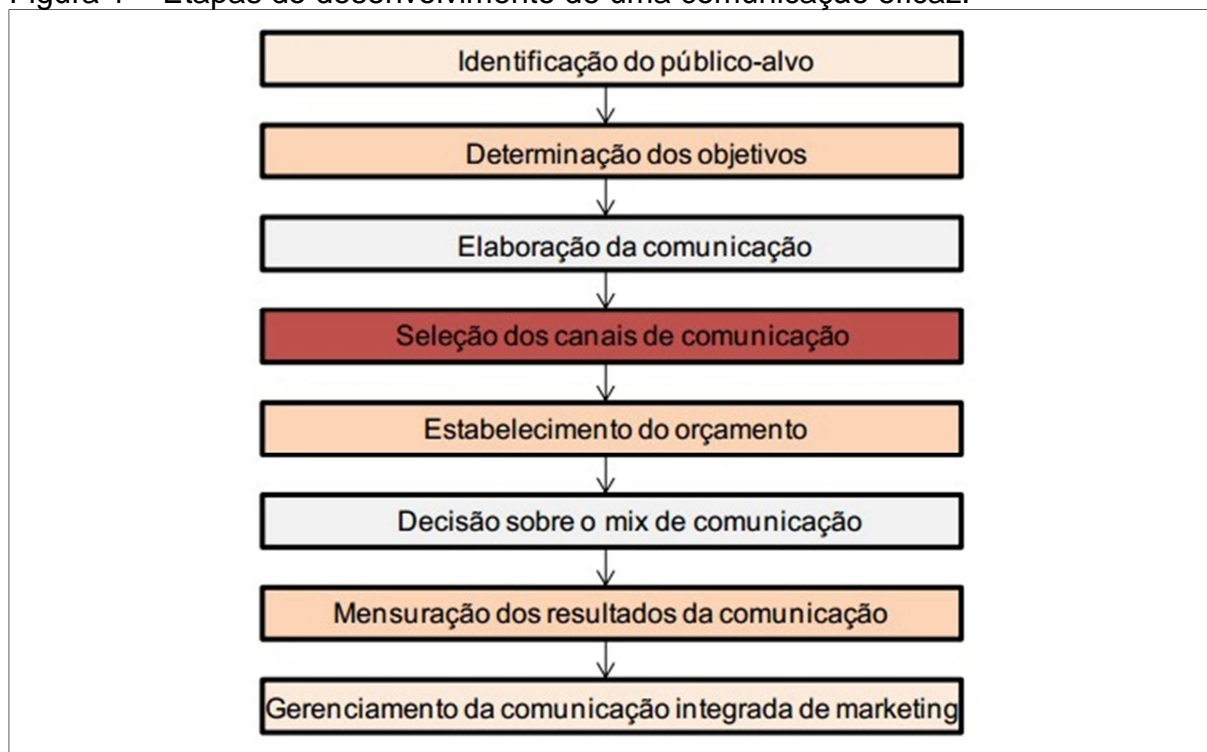 Figura 1 – Etapas do desenvolvimento de uma comunicação eficaz.
Identificação do público-alvo
Determinação dos objetivos
Elaboração da comunicação
Seleção dos canais de comunicação
Estabelecimento do orçamento
Decisão sobre o mix de comunicação
Mensuração dos resultados da comunicação
Gerenciamento da comunicação integrada de marketing